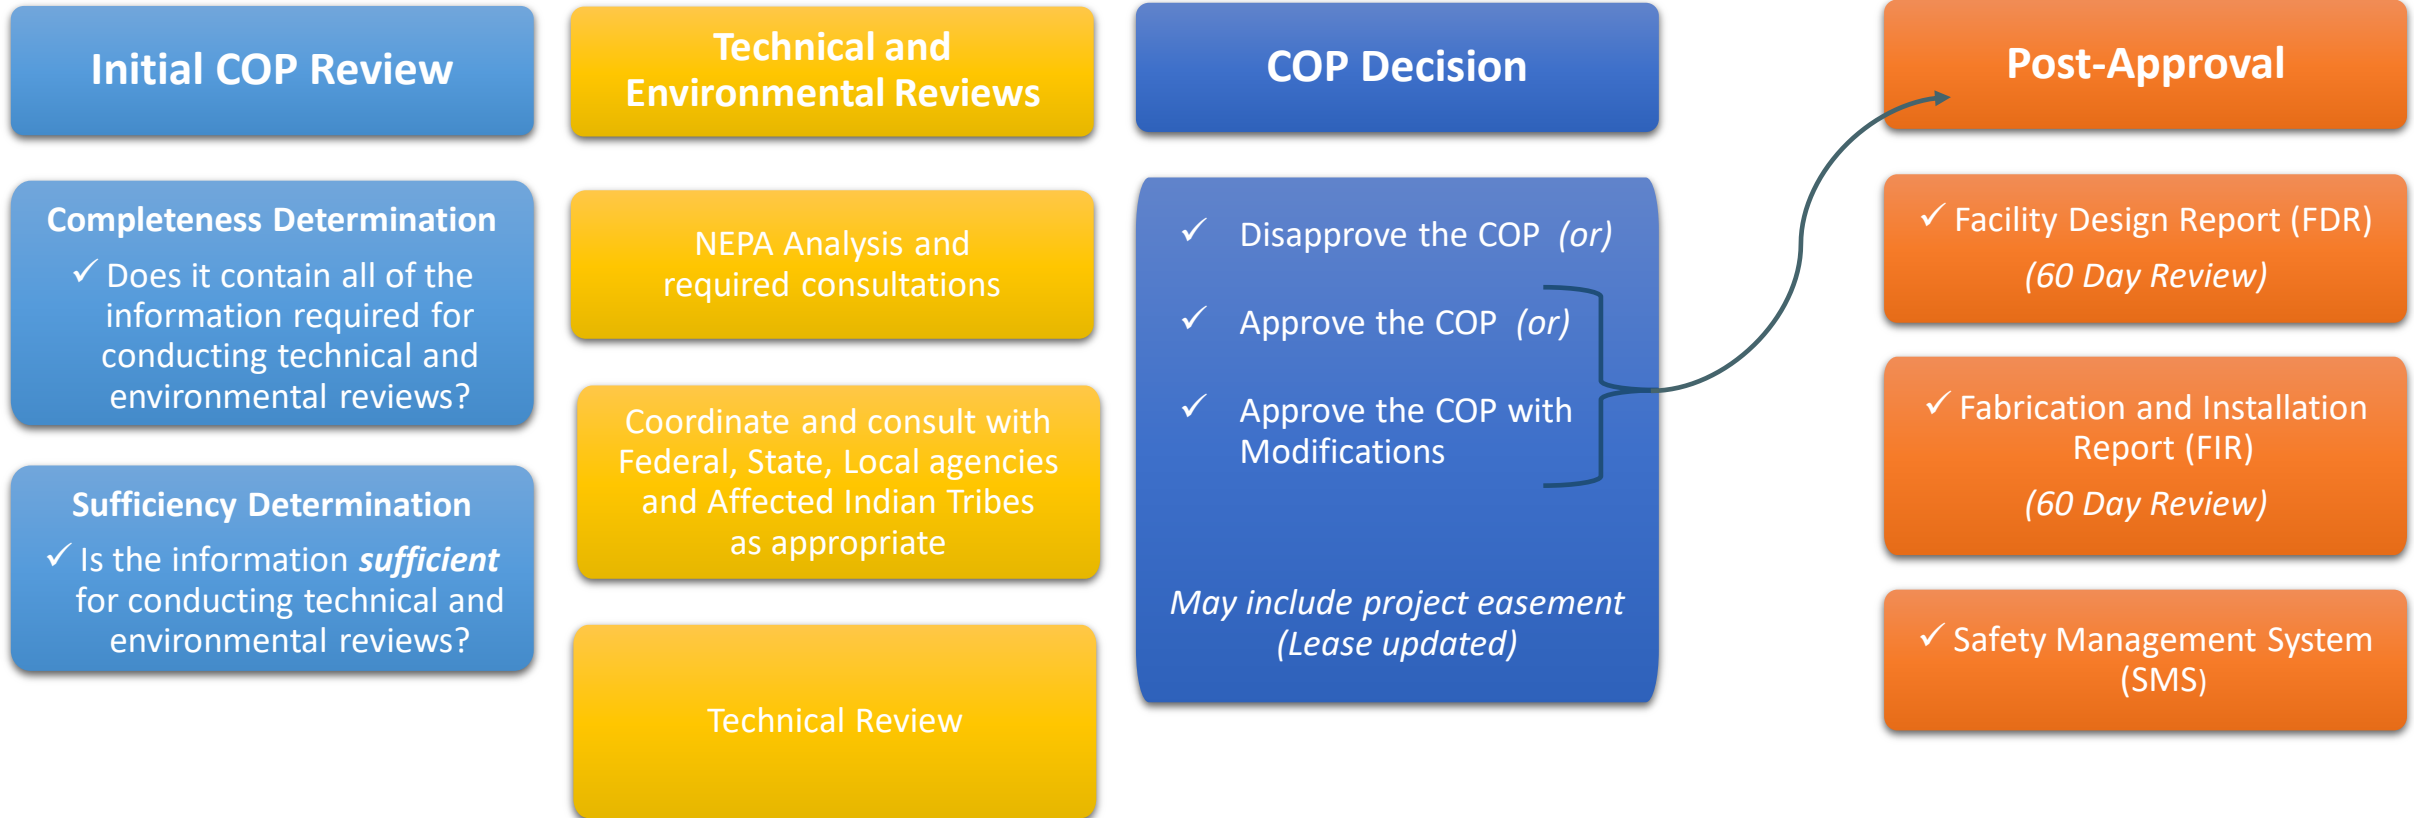 Initial COP Review
Completeness Determination
✓ Does it contain all of the
information required for
conducting technical and
environmental reviews?
Sufficiency Determination
✓ Is the information sufficient
for conducting technical and
environmental reviews?
Technical and
Environmental Reviews
NEPA Analysis and
required consultations
Coordinate and consult with
Federal, State, Local agencies
and Affected Indian Tribes
as appropriate
Technical Review
COP Decision
✓ Disapprove the COP (or)
✓ Approve the COP (or)
✓ Approve the COP with
Modifications
May include project easement
(Lease updated)
Post-Approval
✓ Facility Design Report (FDR)
(60 Day Review)
✓ Fabrication and Installation
Report (FIR)
(60 Day Review)
✓ Safety Management System
(SMS)